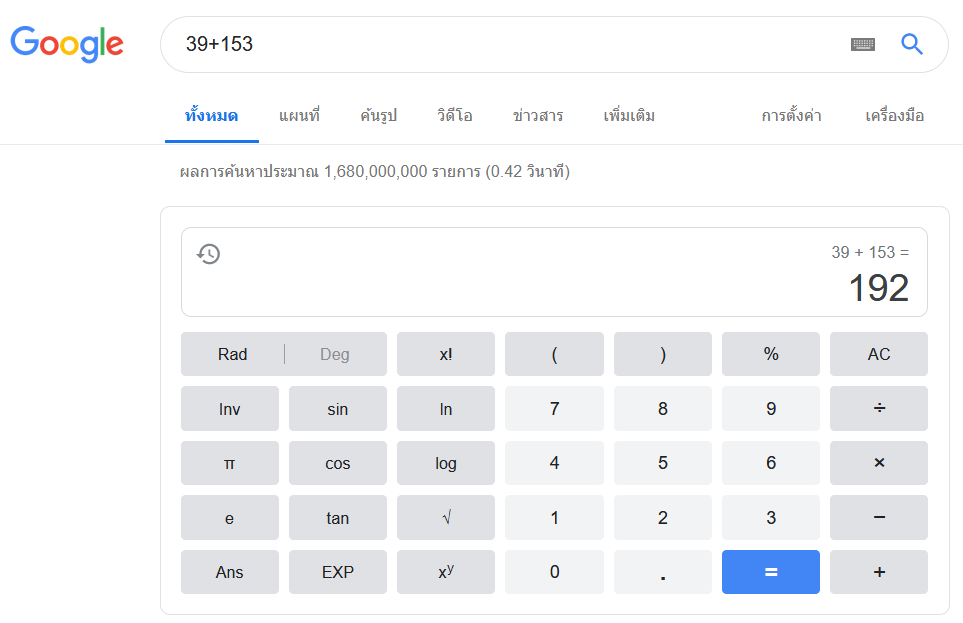 Google
39+153
ทั้งหมด แผนที่ ค้นรูป วิดีโอ ข่าวสาร เพิ่มเติม การตั้งค่า เครื่องมือ
ผลการค้นหาประมาณ 1,680,000,000 รายการ (0.42 วินาที)
39 + 153 =
192
Rad Deg x! ( ) % AC
Inv sin ln 7 8 9 ÷
π cos log 4 5 6 ×
e tan √ 1 2 3 −
Ans EXP xʸ 0 . = +